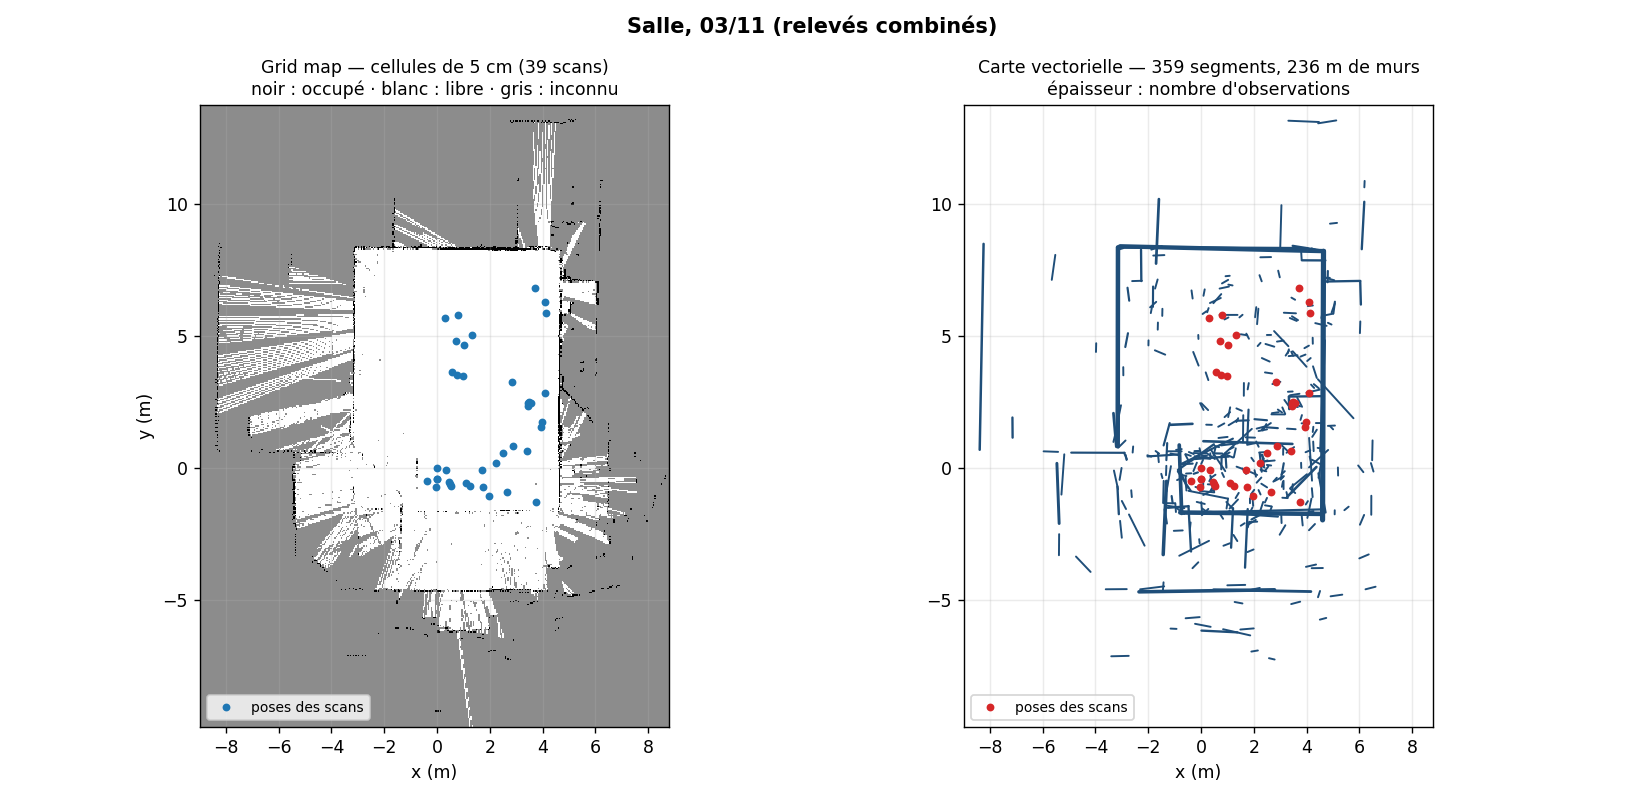 Salle, 03/11 (relevés combinés)
Grid map — cellules de 5 cm (39 scans)
noir : occupé · blanc : libre · gris : inconnu
10
5
0
−5
y (m)
poses des scans
−8 −6 −4 −2 0 2 4 6 8
x (m)
Carte vectorielle — 359 segments, 236 m de murs
épaisseur : nombre d'observations
10
5
0
−5
poses des scans
−8 −6 −4 −2 0 2 4 6 8
x (m)